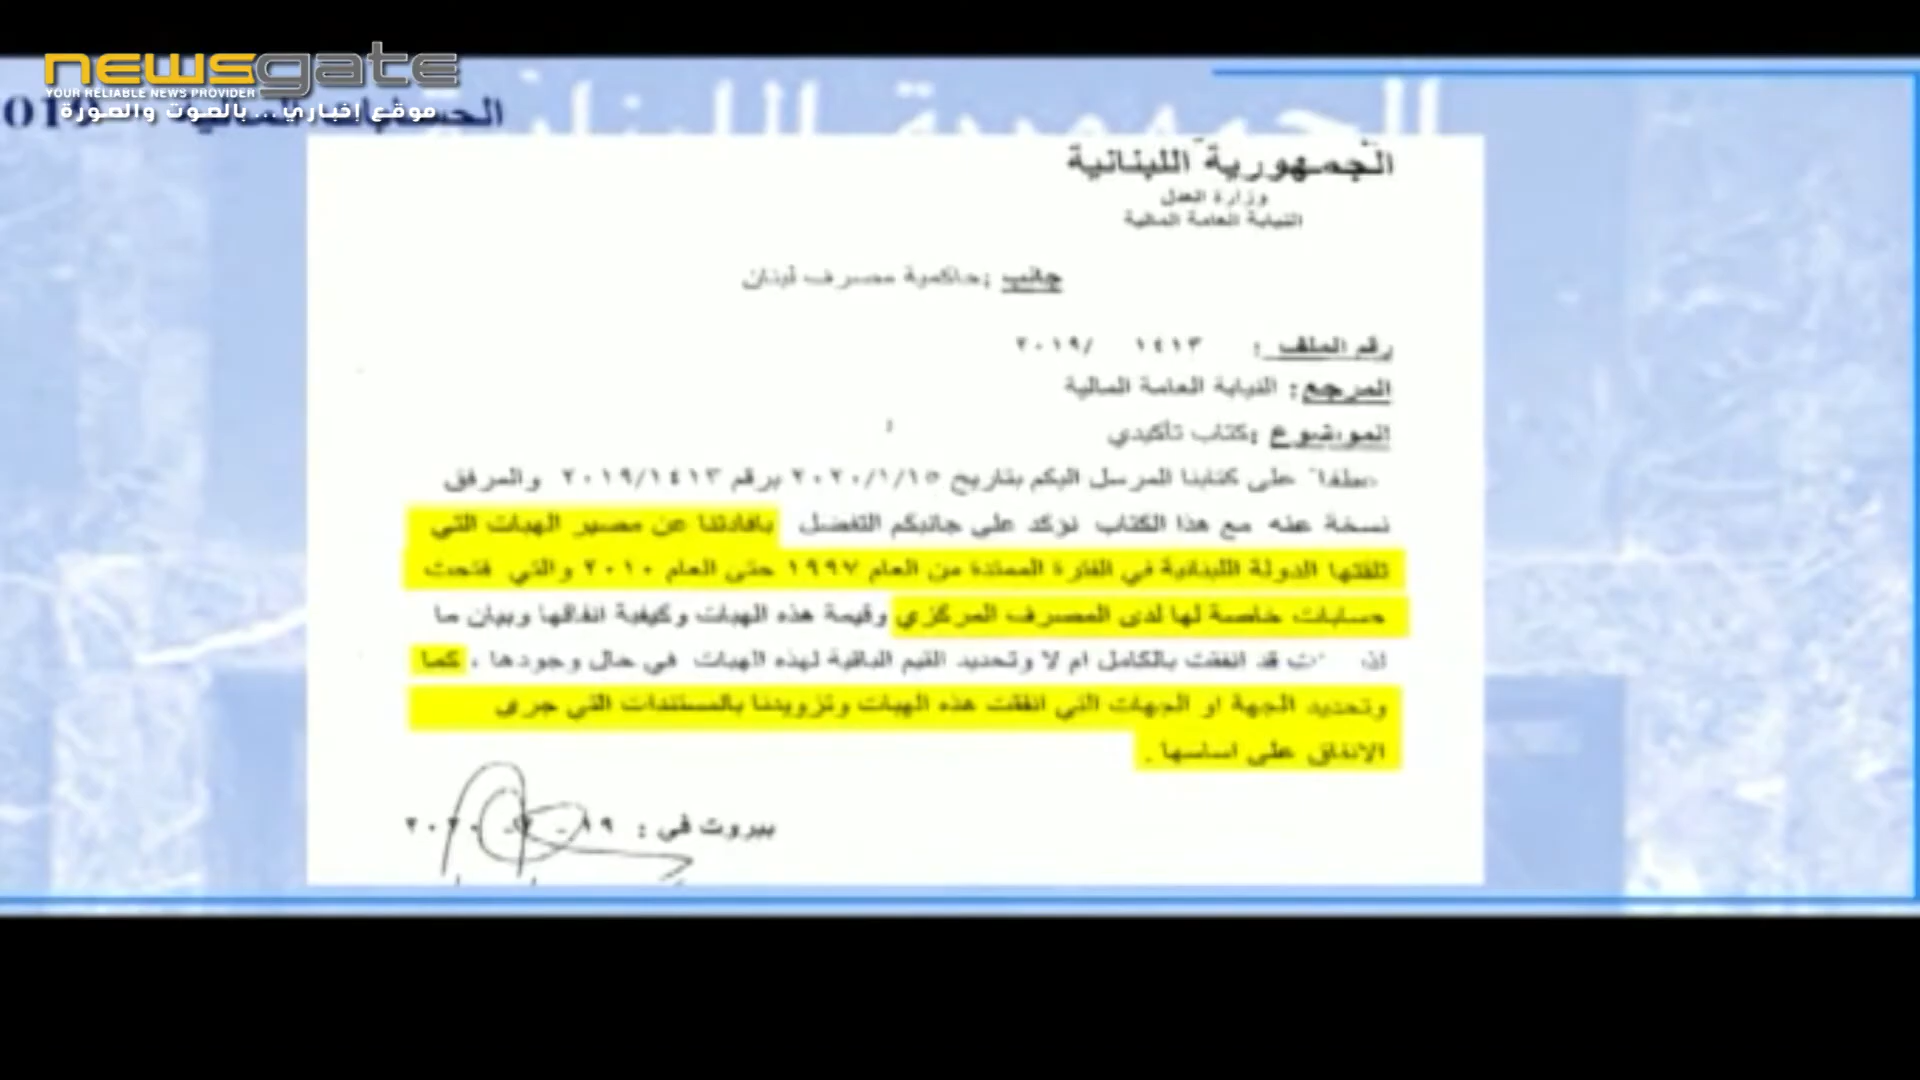 newsgate
YOUR RELIABLE NEWS PROVIDER
موقع إخباري... بالصوت والصورة
الجمهورية اللبنانية
الجمهورية اللبنانية
وزارة العدل
النيابة العامة المالية
جانب : حاكمية مصرف لبنان
رقم الملف : ١٤١٣ /٢٠١٩
المرجع : النيابة العامة المالية
الموضوع : كتاب تأكيدي
على كتابنا المرسل اليكم بتاريخ ٢٠٢٠/١/١٥ برقم ٢٠١٩/١٤١٣ والمرفق
نسخة عنه مع هذا الكتاب نؤكد على جانبكم التفضل بافادتنا عن مصير الهبات التي
تلقتها الدولة اللبنانية في الفترة الممتدة من العام ١٩٩٧ حتى العام ٢٠١٠ والتي فتحت
حسابات خاصة لها لدى المصرف المركزي وقيمة هذه الهبات وكيفية انفاقها وبيان ما
قد انفقت بالكامل ام لا وتحديد القيم الباقية لهذه الهبات في حال وجودها ، كما
وتحديد الجهة او الجهات التي انفقت هذه الهبات وتزويدنا بالمستندات التي جرى
الانفاق على اساسها .
بيروت في : ١٩